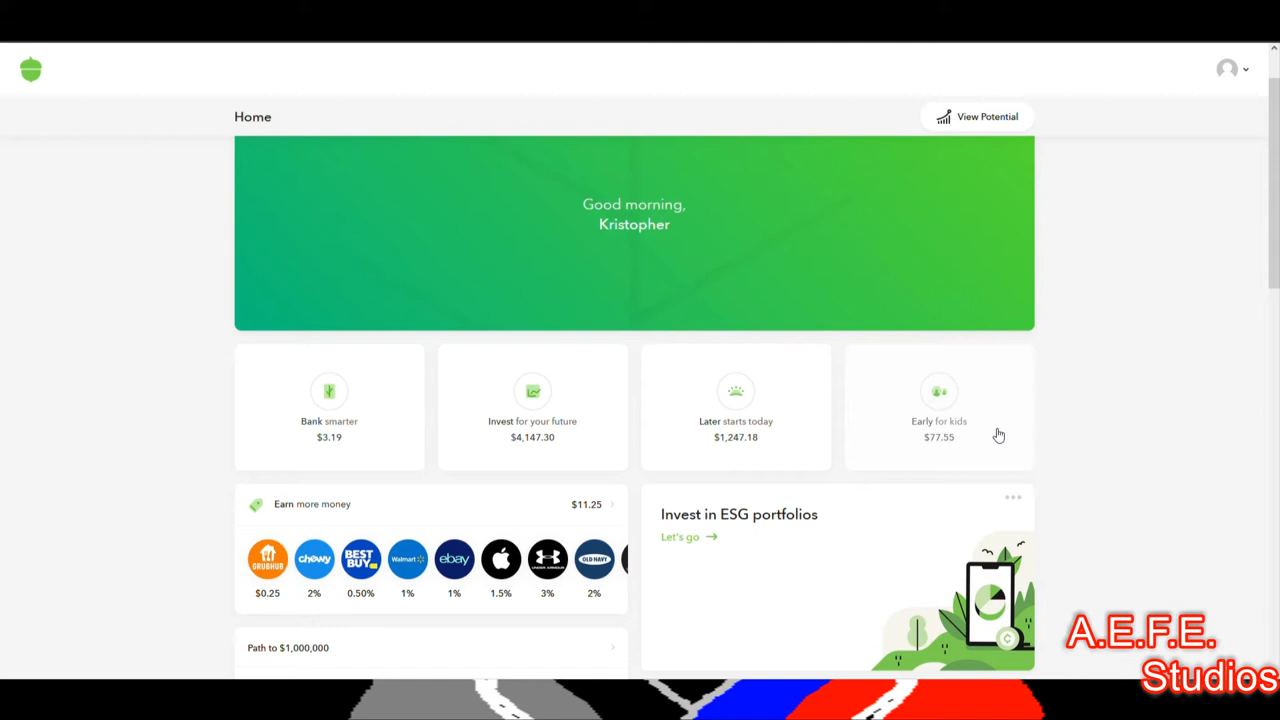 Home
View Potential
Good morning,
Kristopher
Bank smarter
$3.19
Invest for your future
$4,147.30
Later starts today
$1,247.18
Early for kids
$77.55
Earn more money
$11.25
GRUBHUB
chewy
BEST BUY
Walmart
ebay
UNDER ARMOUR
OLD NAVY
$0.25
2%
0.50%
1%
1%
1.5%
3%
2%
Path to $1,000,000
Invest in ESG portfolios
Let's go
A.E.F.E.
Studios